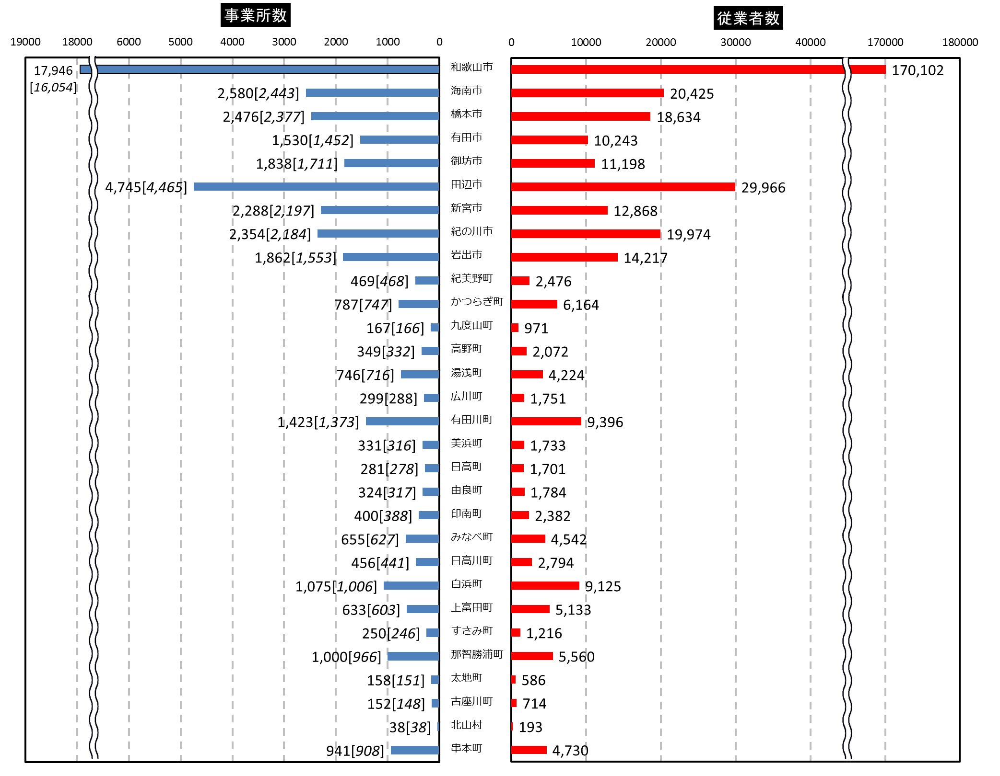 事業所数
従業者数
19000 18000 6000 5000 4000 3000 2000 1000 0
0 10000 20000 30000 40000 170000 180000
17,946 和歌山市 170,102
[16,054]
2,580[2,443] 海南市 20,425
2,476[2,377] 橋本市 18,634
1,530[1,452] 有田市 10,243
1,838[1,711] 御坊市 11,198
4,745[4,465] 田辺市 29,966
2,288[2,197] 新宮市 12,868
2,354[2,184] 紀の川市 19,974
1,862[1,553] 岩出市 14,217
469[468] 紀美野町 2,476
787[747] かつらぎ町 6,164
167[166] 九度山町 971
349[332] 高野町 2,072
746[716] 湯浅町 4,224
299[288] 広川町 1,751
1,423[1,373] 有田川町 9,396
331[316] 美浜町 1,733
281[278] 日高町 1,701
324[317] 由良町 1,784
400[388] 印南町 2,382
655[627] みなべ町 4,542
456[441] 日高川町 2,794
1,075[1,006] 白浜町 9,125
633[603] 上富田町 5,133
250[246] すさみ町 1,216
1,000[966] 那智勝浦町 5,560
158[151] 太地町 586
152[148] 古座川町 714
38[38] 北山村 193
941[908] 串本町 4,730